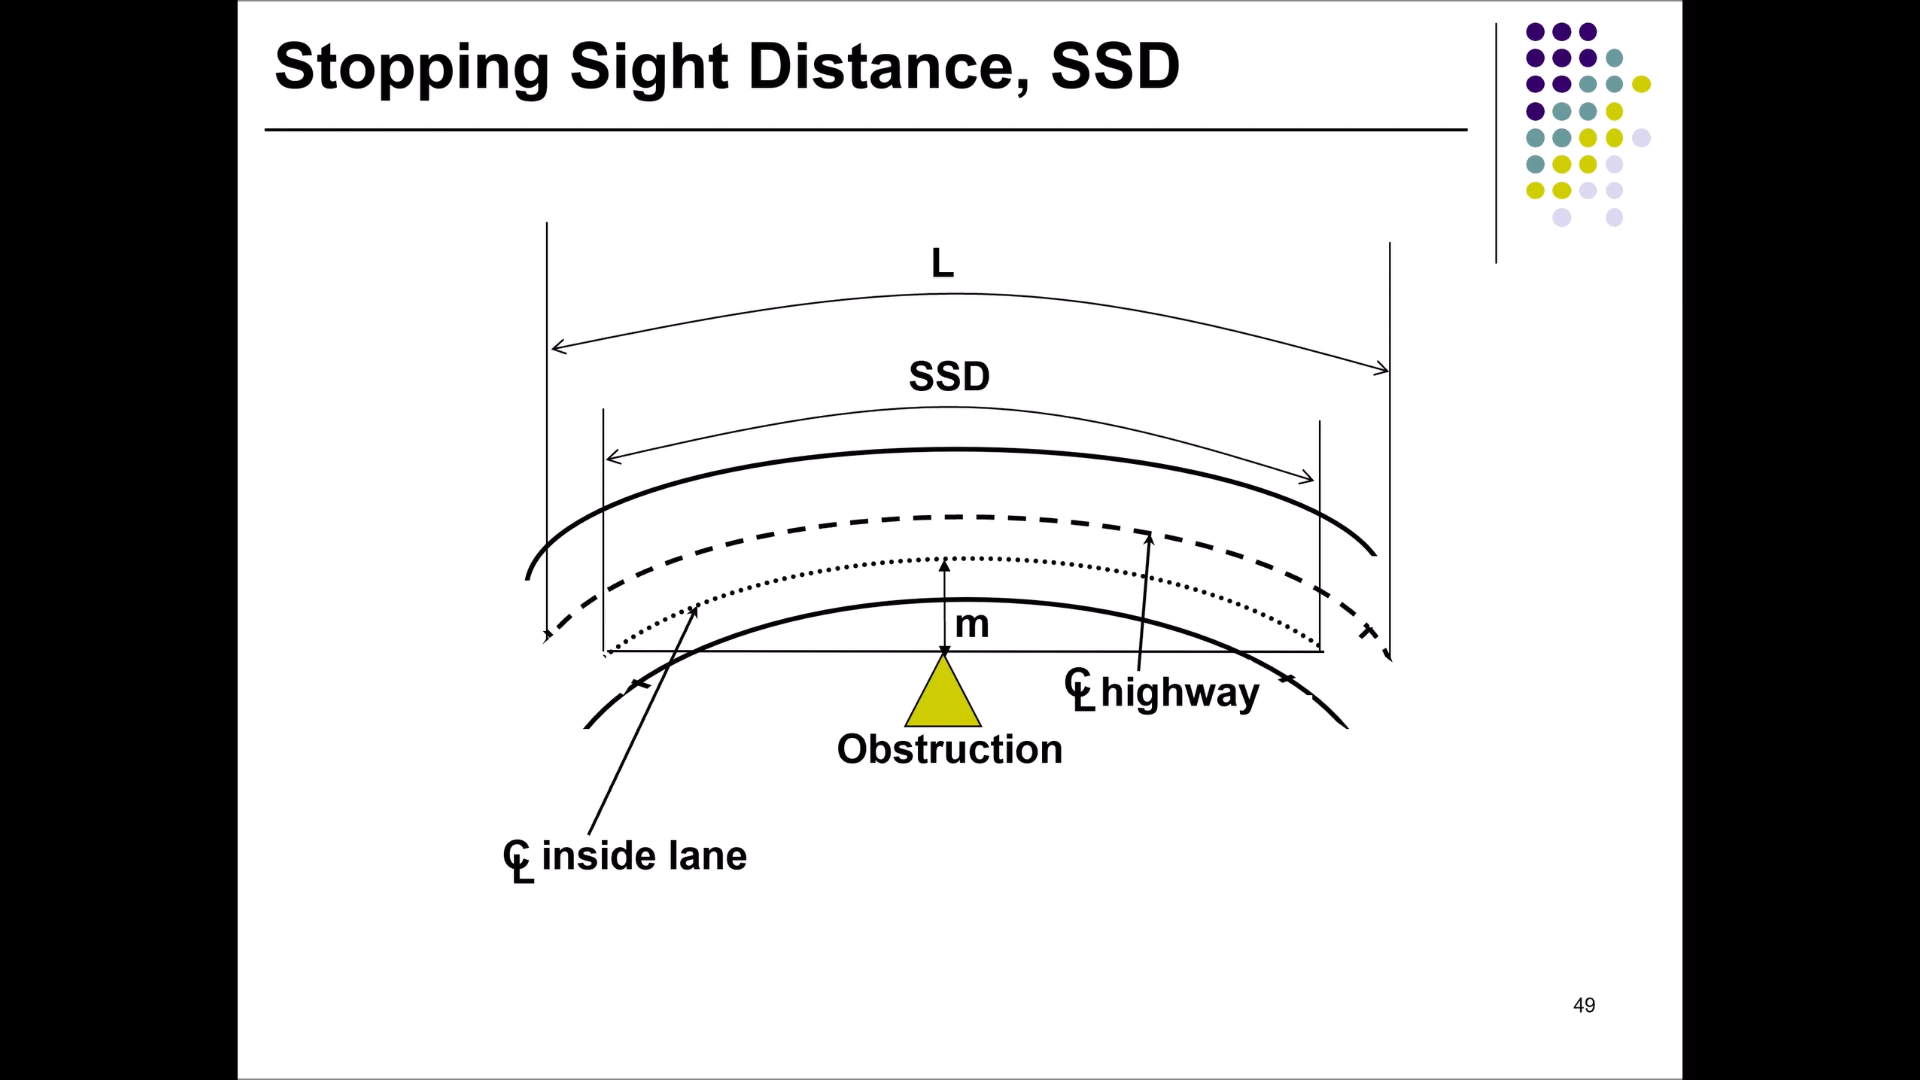 Stopping Sight Distance, SSD
L
SSD
m
℄ highway
Obstruction
℄ inside lane
49